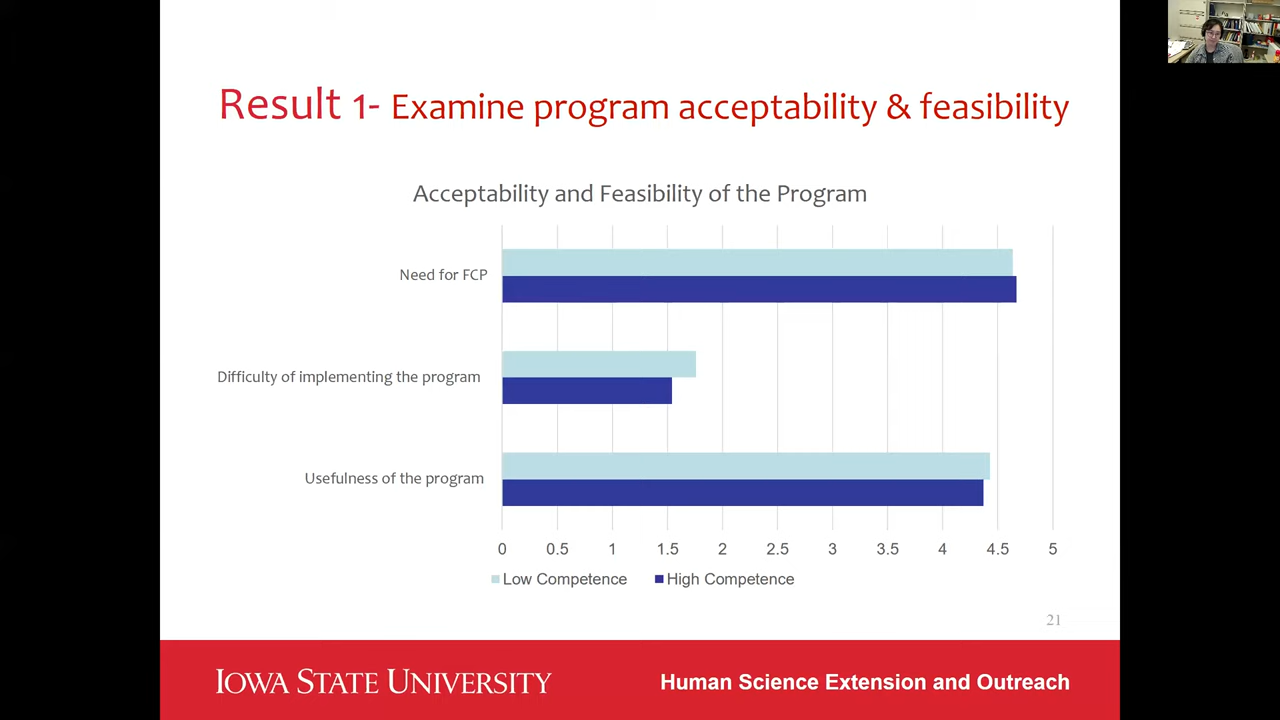 Result 1- Examine program acceptability & feasibility
Acceptability and Feasibility of the Program
Need for FCP
Difficulty of implementing the program
Usefulness of the program
0 0.5 1 1.5 2 2.5 3 3.5 4 4.5 5
Low Competence High Competence
21
IOWA STATE UNIVERSITY Human Science Extension and Outreach